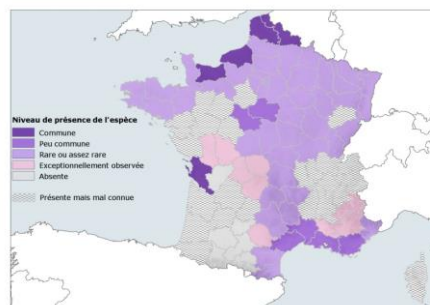 Niveau de présence de l'espèce
Commune
Peu commune
Rare ou assez rare
Exceptionnellement observée
Absente
Présente mais mal connue